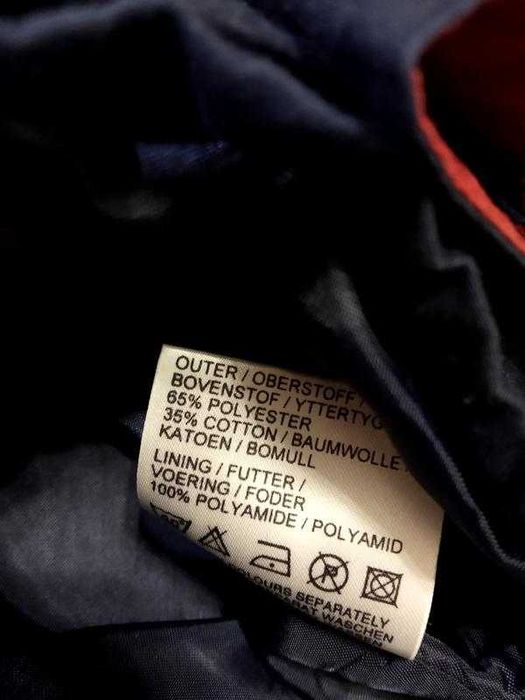 OUTER / OBERSTOFF /
BOVENSTOF / YTTERTYG
65% POLYESTER
35% COTTON / BAUMWOLLE
KATOEN / BOMULL
LINING / FUTTER /
VOERING / FODER
100% POLYAMIDE / POLYAMID
P
COLOURS SEPARATELY
WASCHEN